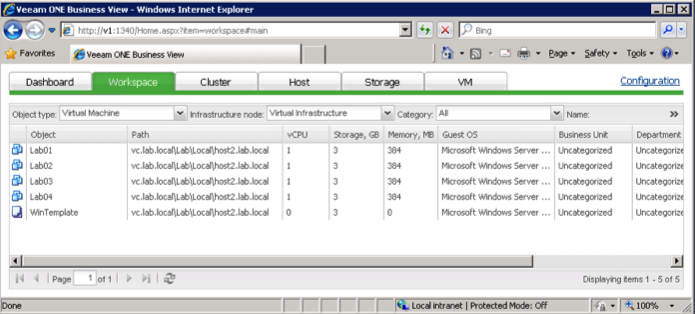 Veeam ONE Business View - Windows Internet Explorer
http://v1:1340/Home.aspx?item=workspace#main
Bing
Favorites Veeam ONE Business View
Page Safety Tools
Dashboard Workspace Cluster Host Storage VM Configuration
Object type: Virtual Machine Infrastructure node: Virtual Infrastructure Category: All Name: »
Object Path vCPU Storage, GB Memory, MB Guest OS Business Unit Department
Lab01 vc.lab.local\Lab\Local\host2.lab.local 1 3 384 Microsoft Windows Server ... Uncategorized Uncategorize
Lab02 vc.lab.local\Lab\Local\host2.lab.local 1 3 384 Microsoft Windows Server ... Uncategorized Uncategorize
Lab03 vc.lab.local\Lab\Local\host2.lab.local 1 3 384 Microsoft Windows Server ... Uncategorized Uncategorize
Lab04 vc.lab.local\Lab\Local\host2.lab.local 1 3 384 Microsoft Windows Server ... Uncategorized Uncategorize
WinTemplate vc.lab.local\Lab\Local\host2.lab.local 0 3 0 Microsoft Windows Server ... Uncategorized Uncategorize
Page 1 of 1 Displaying items 1 - 5 of 5
Done Local intranet | Protected Mode: Off 100%